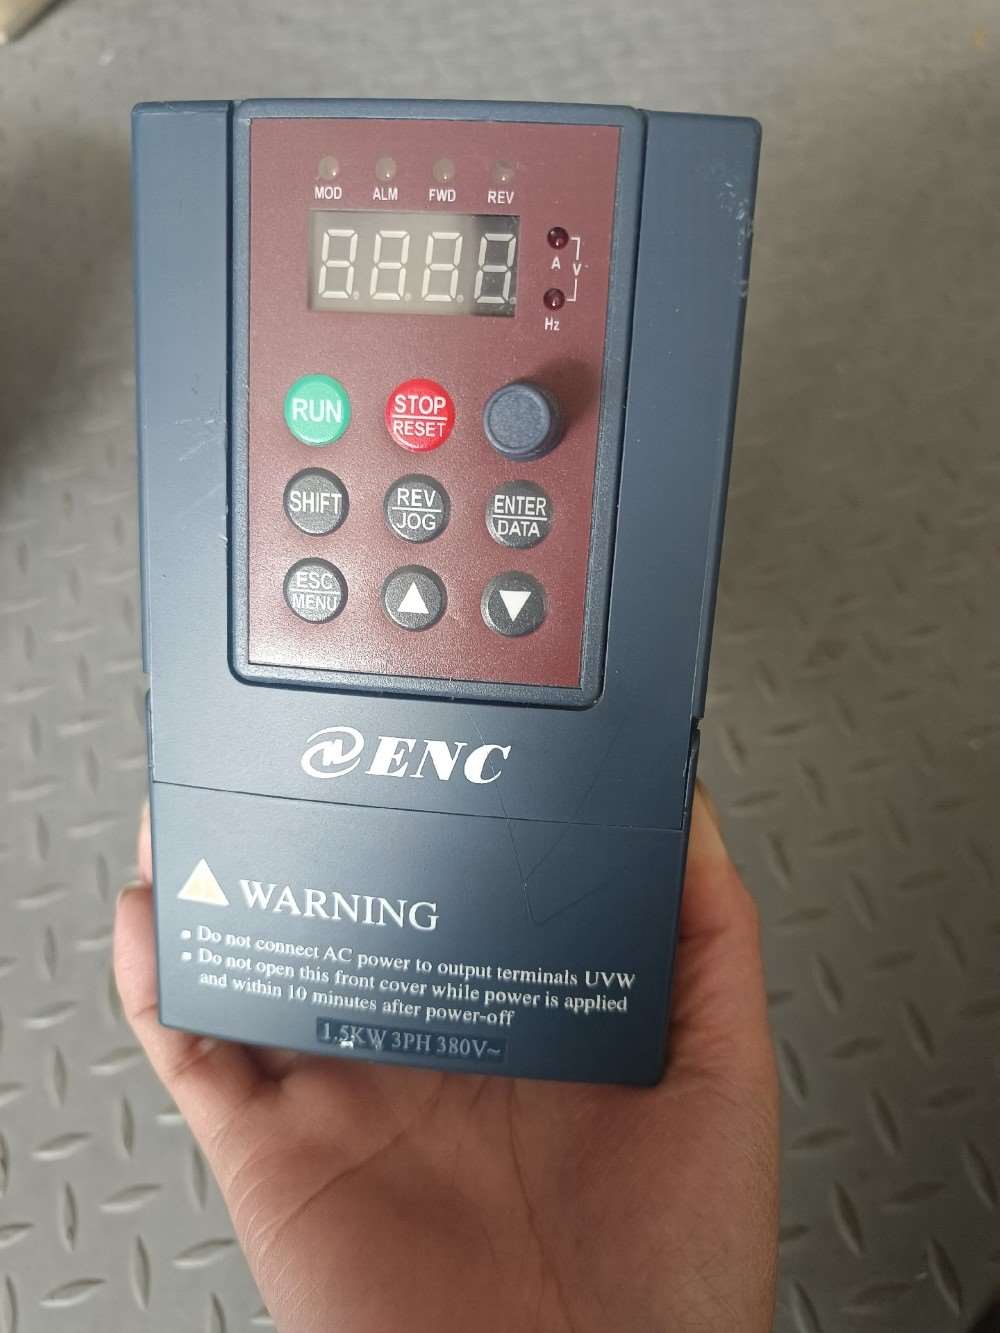 MOD ALM FWD REV
A
V
Hz
RUN STOP
RESET
SHIFT REV
JOG ENTER
DATA
ESC
MENU
ENC
WARNING
Do not connect AC power to output terminals UVW
Do not open this front cover while power is applied
and within 10 minutes after power-off
1.5KW 3PH 380V~